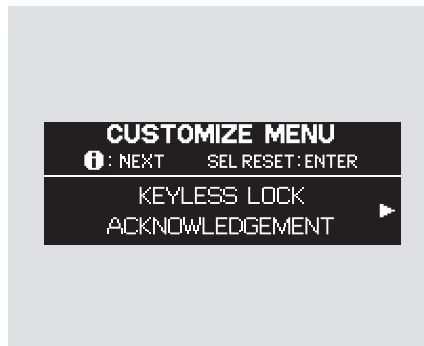 CUSTOMIZE MENU
i : NEXT SEL RESET : ENTER
KEYLESS LOCK
ACKNOWLEDGEMENT